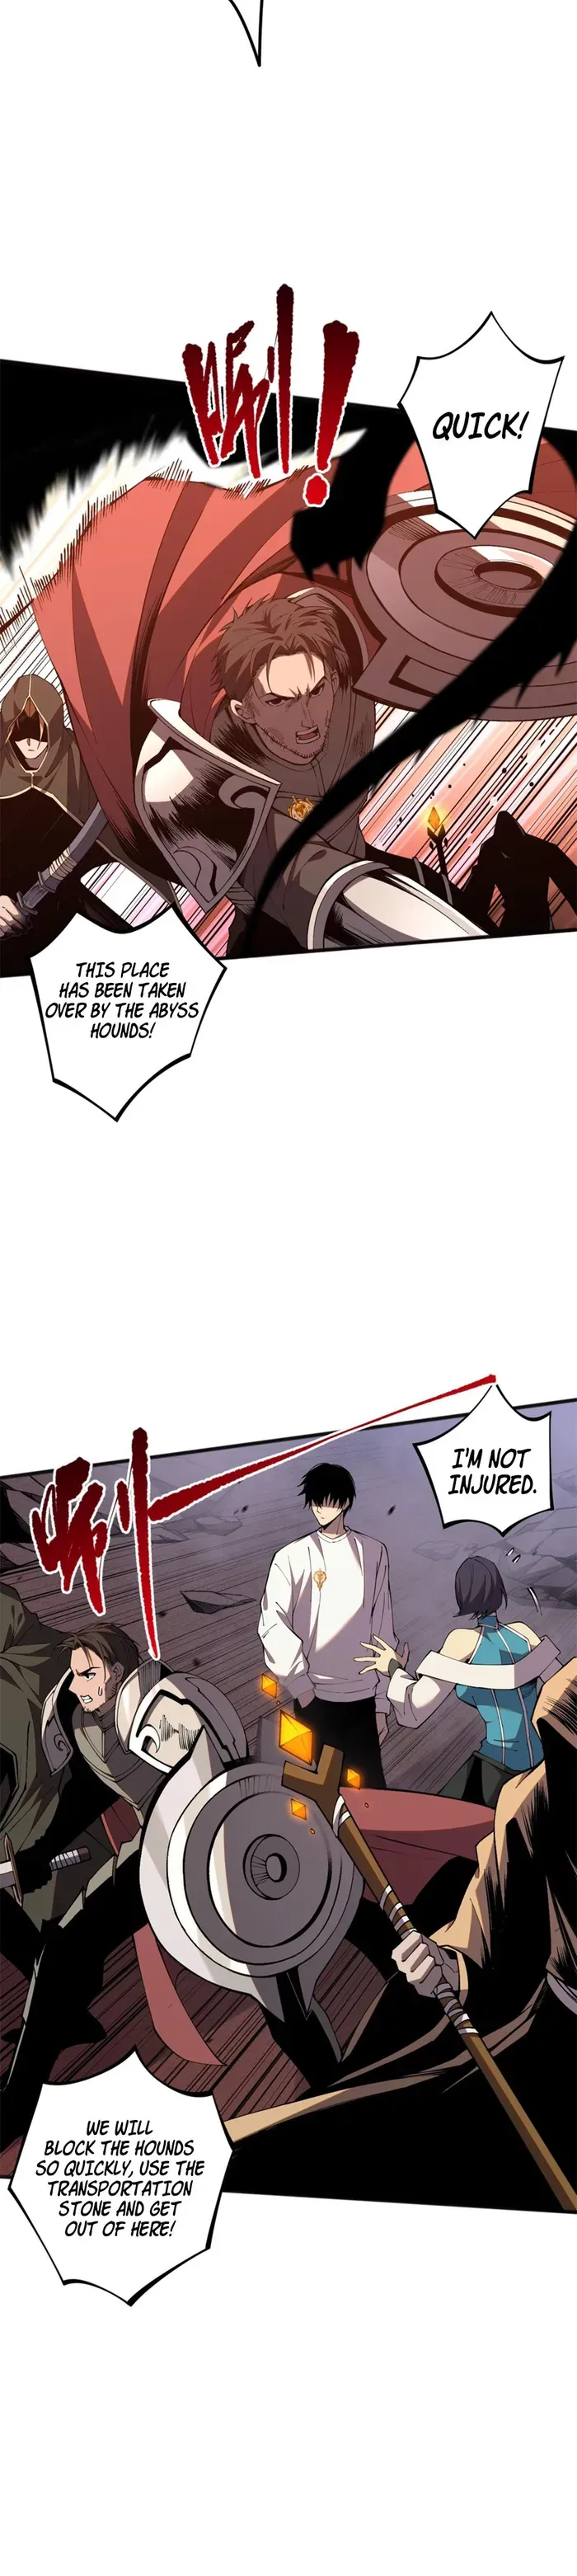 唰!
QUICK!
THIS PLACE
HAS BEEN TAKEN
OVER BY THE ABYSS
HOUNDS!
I'M NOT
INJURED.
WE WILL
BLOCK THE HOUNDS
SO QUICKLY, USE THE
TRANSPORTATION
STONE AND GET
OUT OF HERE!